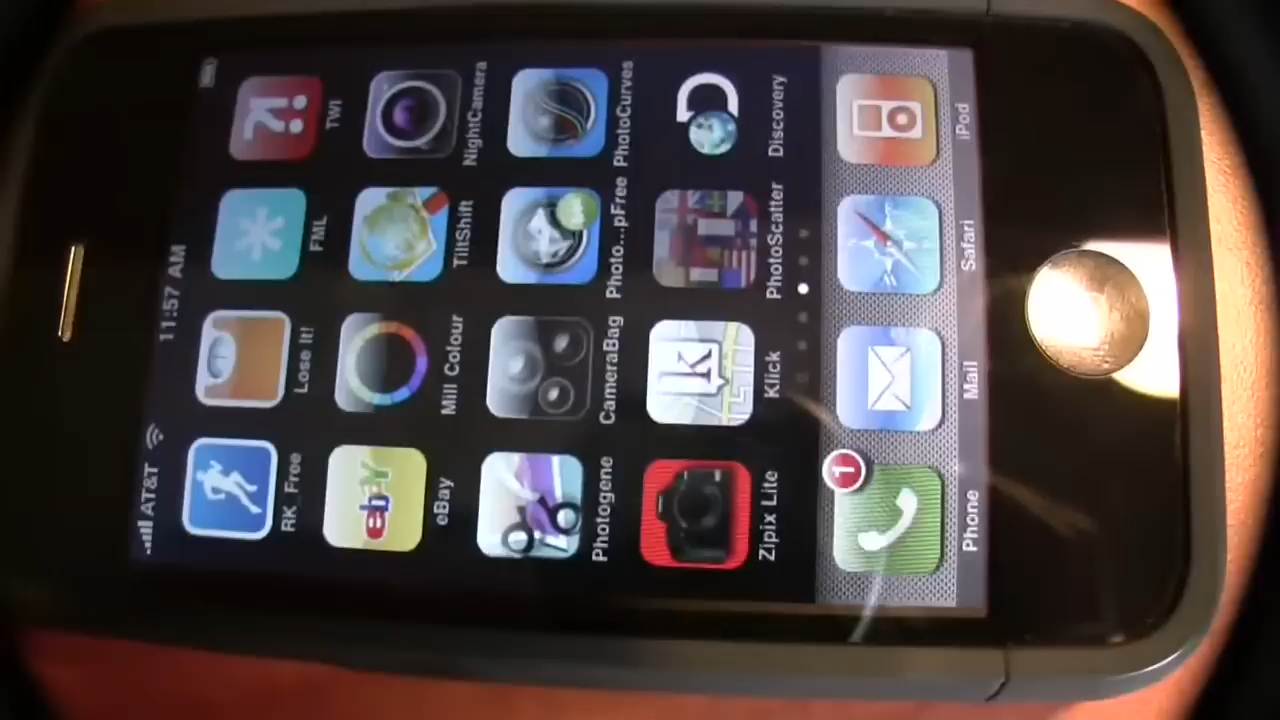 AT&T 11:57 AM
RK_Free Lose It! FML TWI
eBay Mill Colour TiltShift NightCamera
Photogene CameraBag Photo...pFree PhotoCurves
Zipix Lite Klick PhotoScatter Discovery
1
Phone Mail Safari iPod